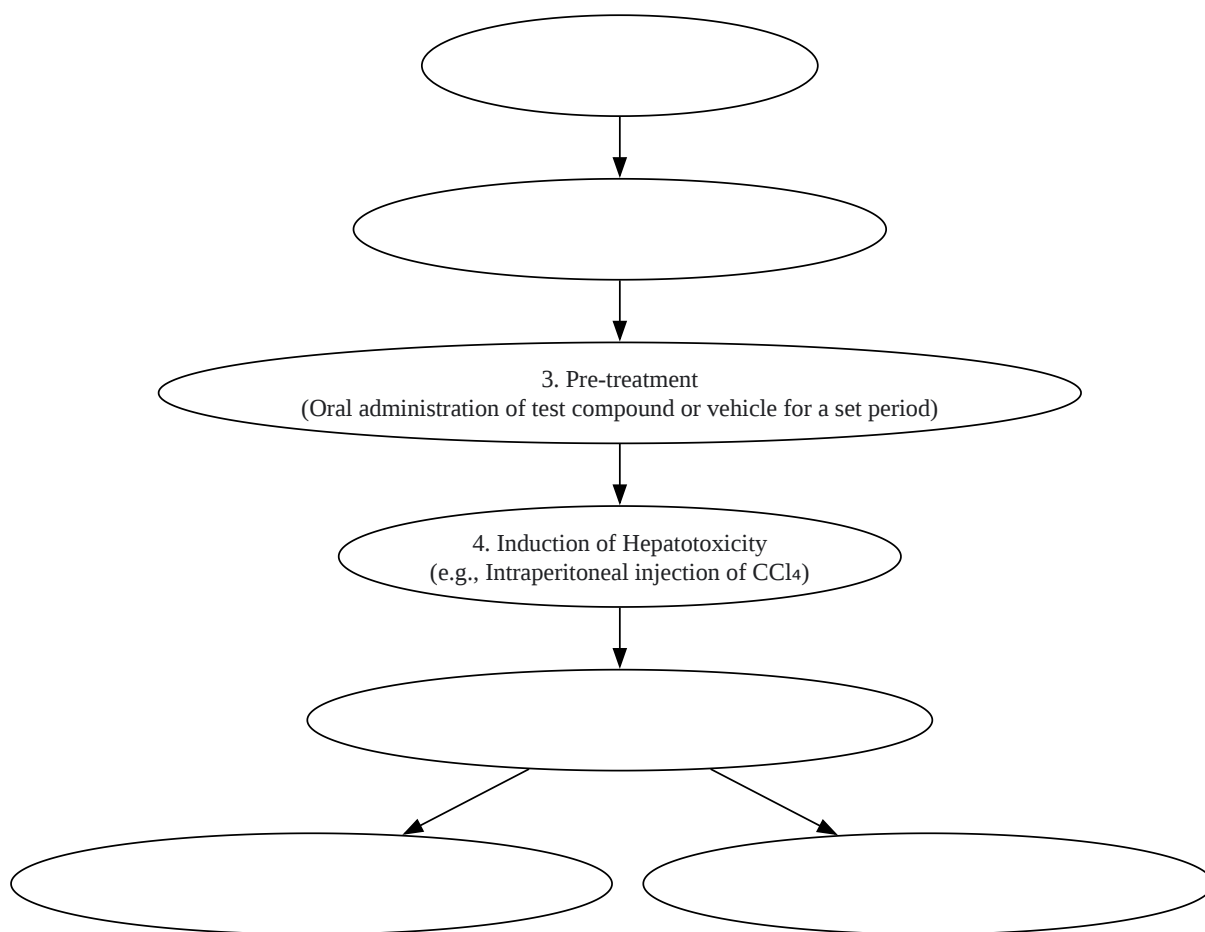 3. Pre-treatment
(Oral administration of test compound or vehicle for a set period)
4. Induction of Hepatotoxicity
(e.g., Intraperitoneal injection of CCl₄)